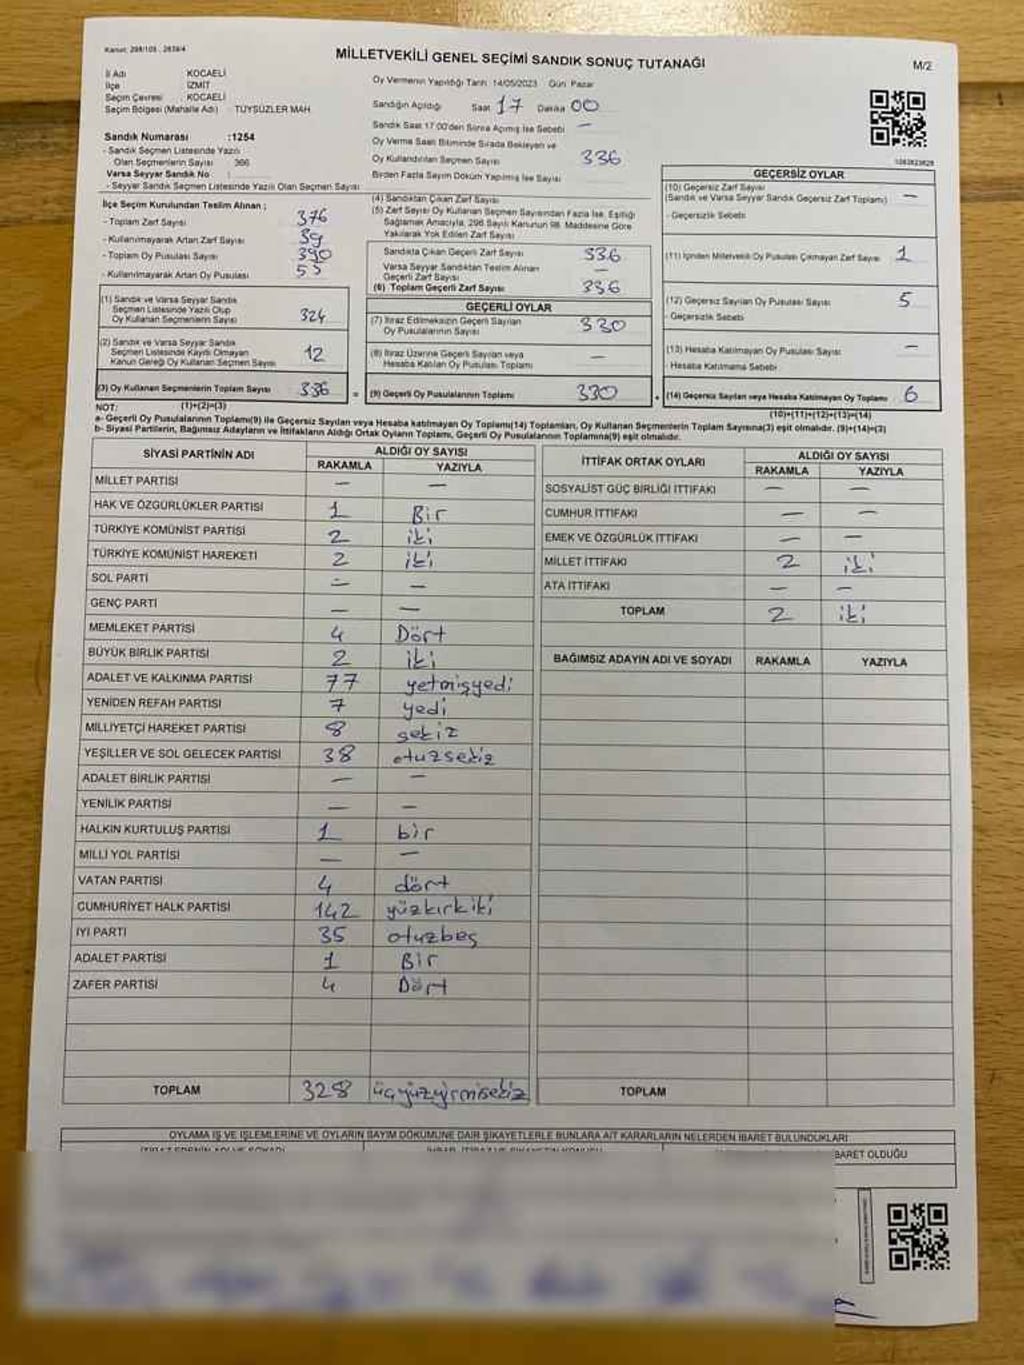 Kanun: 298/105 , 2839/4
MİLLETVEKİLİ GENEL SEÇİMİ SANDIK SONUÇ TUTANAĞI
M/2
İl Adı KOCAELİ
İlçe İZMİT
Seçim Çevresi KOCAELİ
Seçim Bölgesi (Mahalle Adı) : TÜYSÜZLER MAH.
Sandık Numarası :1254
- Sandık Seçmen Listesinde Yazılı
Olan Seçmenlerin Sayısı 366
Varsa Seyyar Sandık No :
- Seyyar Sandık Seçmen Listesinde Yazılı Olan Seçmen Sayısı
Oy Vermenin Yapıldığı Tarih: 14/05/2023 Gün: Pazar
Sandığın Açıldığı Saat 17 Dakika 00
Sandık Saat 17:00'den Sonra Açılmış İse Sebebi —
Oy Verme Saati Bitiminde Sırada Bekleyen ve
Oy Kullandırılan Seçmen Sayısı 336
Birden Fazla Sayım Döküm Yapılmış İse Sayısı
1083823628
İlçe Seçim Kurulundan Teslim Alınan ;
- Toplam Zarf Sayısı 376
- Kullanılmayarak Artan Zarf Sayısı 39
- Toplam Oy Pusulası Sayısı 390
- Kullanılmayarak Artan Oy Pusulası 53
(1) Sandık ve Varsa Seyyar Sandık
Seçmen Listesinde Yazılı Olup
Oy Kullanan Seçmenlerin Sayısı 324
(2) Sandık ve Varsa Seyyar Sandık
Seçmen Listesinde Kayıtlı Olmayan
Kanun Gereği Oy Kullanan Seçmen Sayısı 12
(3) Oy Kullanan Seçmenlerin Toplam Sayısı 336 =
(1)+(2)=(3)
(4) Sandıktan Çıkan Zarf Sayısı
(5) Zarf Sayısı Oy Kullanan Seçmen Sayısından Fazla İse, Eşitliği
Sağlamak Amacıyla, 298 Sayılı Kanunun 98. Maddesine Göre
Yakılarak Yok Edilen Zarf Sayısı
Sandıkta Çıkan Geçerli Zarf Sayısı 336
Varsa Seyyar Sandıktan Teslim Alınan
Geçerli Zarf Sayısı —
(6) Toplam Geçerli Zarf Sayısı 336
GEÇERLİ OYLAR
(7) İtiraz Edilmeksizin Geçerli Sayılan
Oy Pusulalarının Sayısı 330
(8) İtiraz Üzerine Geçerli Sayılan veya
Hesaba Katılan Oy Pusulaları Toplamı —
(9) Geçerli Oy Pusulalarının Toplamı 330 +
GEÇERSİZ OYLAR
(10) Geçersiz Zarf Sayısı
(Sandık ve Varsa Seyyar Sandık Geçersiz Zarf Toplamı) —
- Geçersizlik Sebebi
(11) İçinden Milletvekili Oy Pusulası Çıkmayan Zarf Sayısı 1
(12) Geçersiz Sayılan Oy Pusulası Sayısı 5
- Geçersizlik Sebebi
(13) Hesaba Katılmayan Oy Pusulası Sayısı —
- Hesaba Katılmama Sebebi
(14) Geçersiz Sayılan veya Hesaba Katılmayan Oy Toplamı 6
(10)+(11)+(12)+(13)=(14)
NOT:
a- Geçerli Oy Pusulalarının Toplamı(9) ile Geçersiz Sayılan veya Hesaba katılmayan Oy Toplamı(14) Toplamları, Oy Kullanan Seçmenlerin Toplam Sayısına(3) eşit olmalıdır. (9)+(14)=(3)
b- Siyasi Partilerin, Bağımsız Adayların ve İttifakların Aldığı Ortak Oyların Toplamı, Geçerli Oy Pusulalarının Toplamına(9) eşit olmalıdır.
SİYASİ PARTİNİN ADI ALDIĞI OY SAYISI
RAKAMLA YAZIYLA
MİLLET PARTİSİ — —
HAK VE ÖZGÜRLÜKLER PARTİSİ 1 Bir
TÜRKİYE KOMÜNİST PARTİSİ 2 iki
TÜRKİYE KOMÜNİST HAREKETİ 2 iki
SOL PARTİ — —
GENÇ PARTİ — —
MEMLEKET PARTİSİ 4 Dört
BÜYÜK BİRLİK PARTİSİ 2 iki
ADALET VE KALKINMA PARTİSİ 77 yetmişyedi
YENİDEN REFAH PARTİSİ 7 yedi
MİLLİYETÇİ HAREKET PARTİSİ 8 sekiz
YEŞİLLER VE SOL GELECEK PARTİSİ 38 otuzsekiz
ADALET BİRLİK PARTİSİ — —
YENİLİK PARTİSİ — —
HALKIN KURTULUŞ PARTİSİ 1 bir
MİLLİ YOL PARTİSİ — —
VATAN PARTİSİ 4 dört
CUMHURİYET HALK PARTİSİ 142 yüzkırkiki
İYİ PARTİ 35 otuzbeş
ADALET PARTİSİ 1 Bir
ZAFER PARTİSİ 4 Dört
TOPLAM 328 üçyüzyirmisekiz
İTTİFAK ORTAK OYLARI ALDIĞI OY SAYISI
RAKAMLA YAZIYLA
SOSYALİST GÜÇ BİRLİĞİ İTTİFAKI — —
CUMHUR İTTİFAKI — —
EMEK VE ÖZGÜRLÜK İTTİFAKI — —
MİLLET İTTİFAKI 2 iki
ATA İTTİFAKI — —
TOPLAM 2 iki
BAĞIMSIZ ADAYIN ADI VE SOYADI RAKAMLA YAZIYLA
TOPLAM
OYLAMA İŞ VE İŞLEMLERİNE VE OYLARIN SAYIM DÖKÜMÜNE DAİR ŞİKAYETLERLE BUNLARA AİT KARARLARIN NELERDEN İBARET BULUNDUKLARI
BARET OLDUĞU